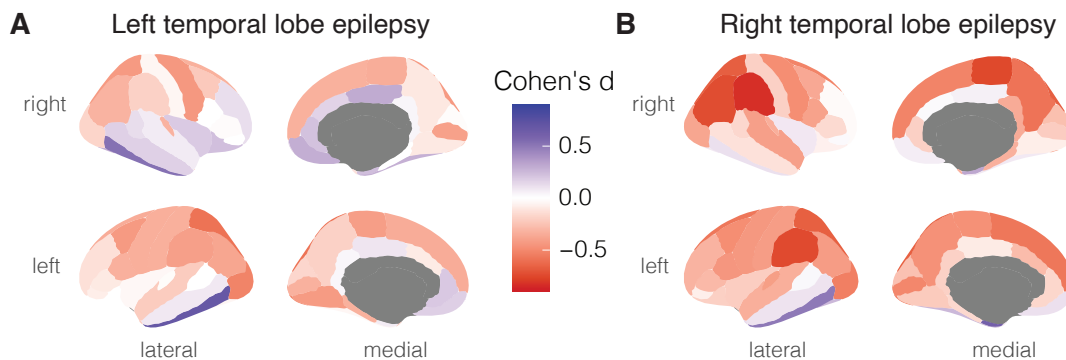 A Left temporal lobe epilepsy
B Right temporal lobe epilepsy
right
left
lateral
medial
Cohen's d
0.5
0.0
−0.5
right
left
lateral
medial